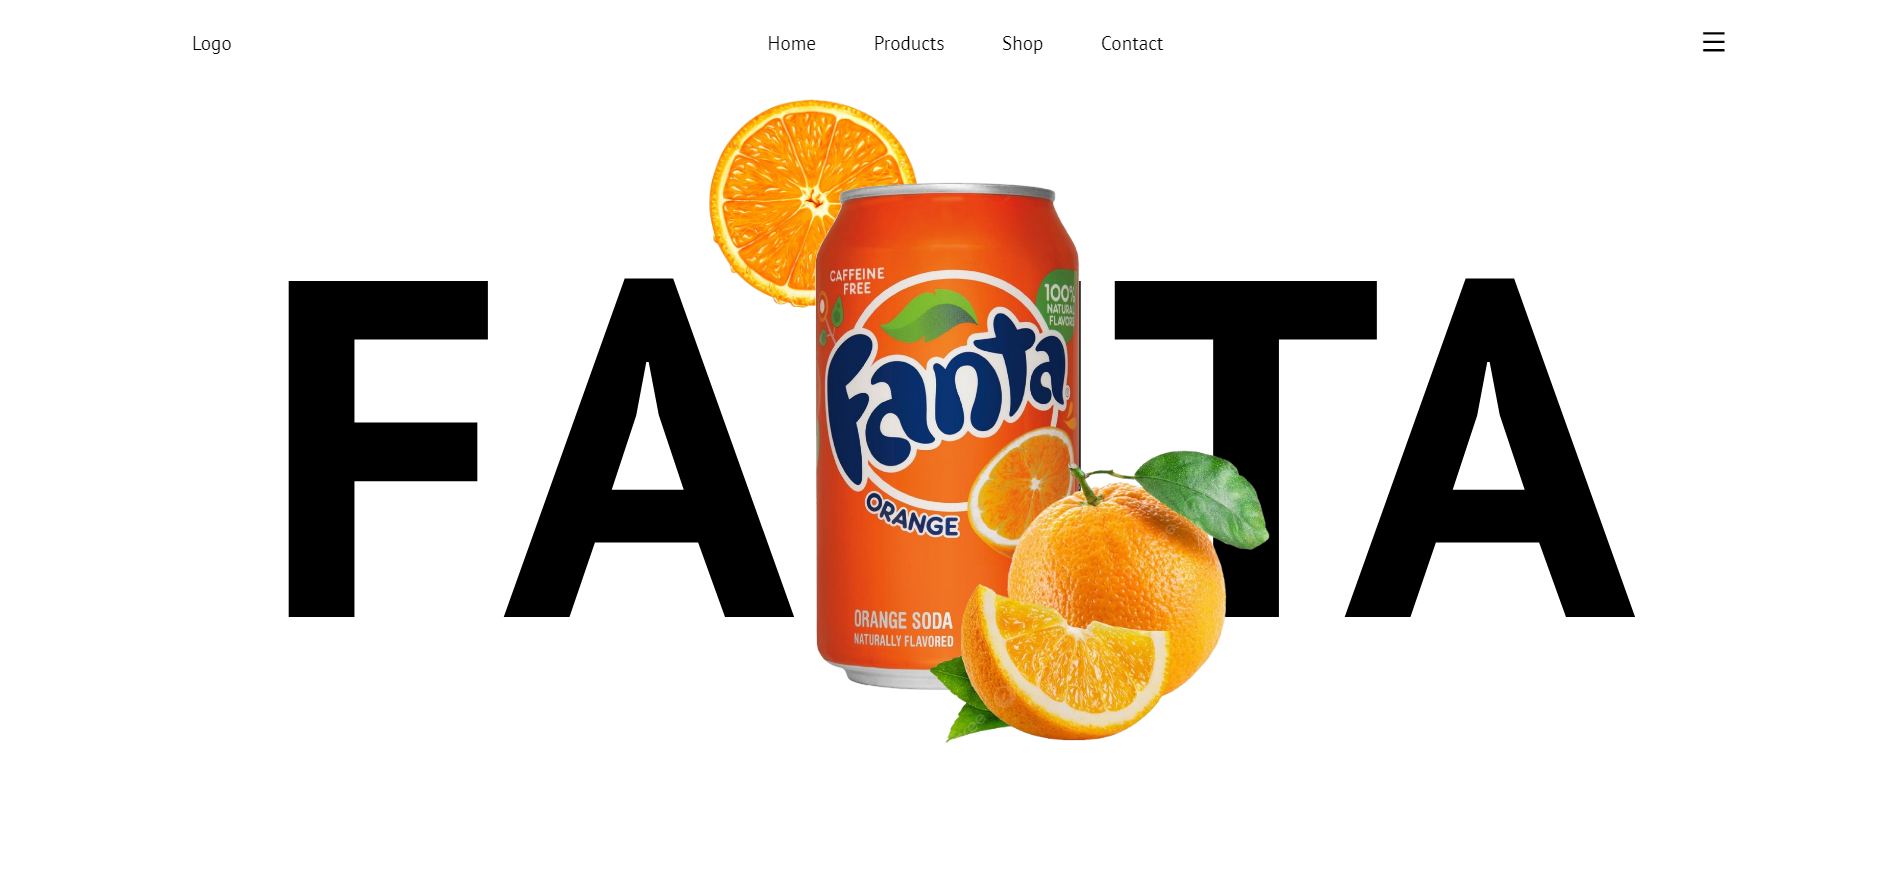 Logo
Home Products Shop Contact
FA TA
CAFFEINE
FREE
100%
NATURAL
FLAVORS
Fanta
ORANGE
ORANGE SODA
NATURALLY FLAVORED